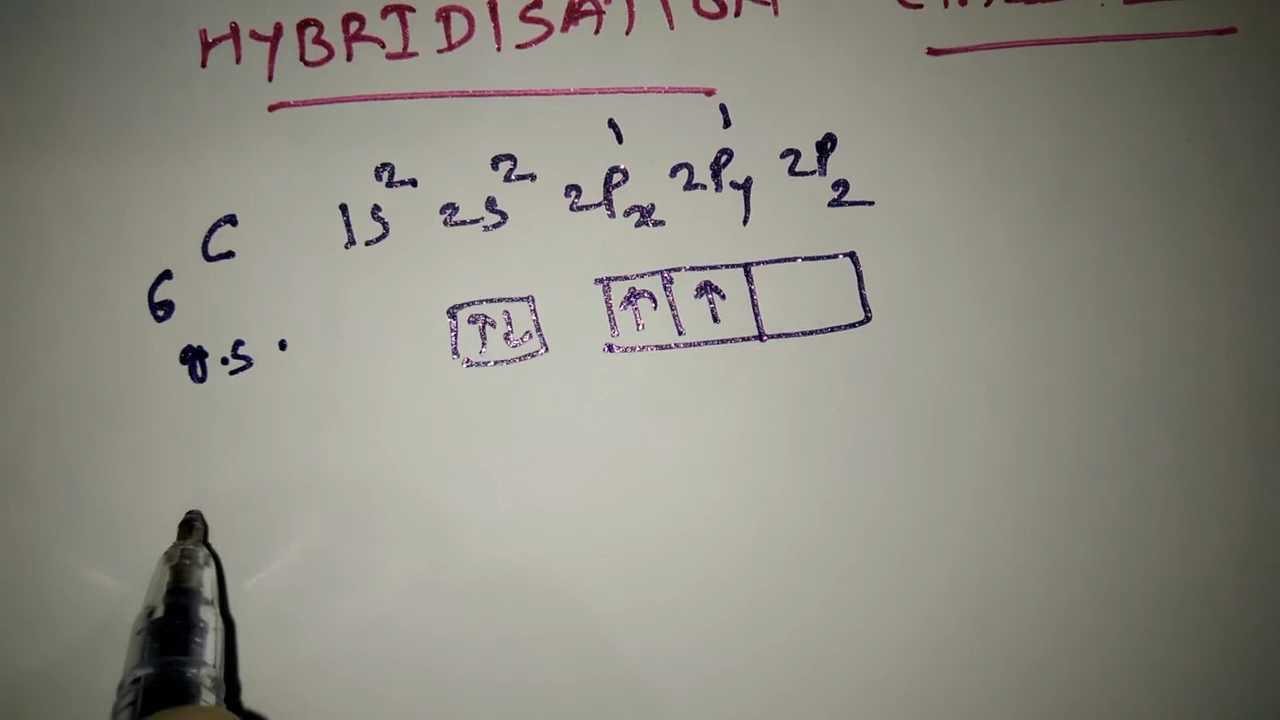 HYBRIDISATION
1s² 2s² 2Px¹ 2Py¹ 2Pz
6C
g.s.
↑↓ ↑ ↑